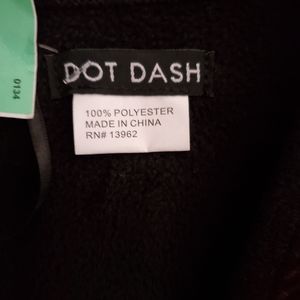 DOT DASH
100% POLYESTER
MADE IN CHINA
RN# 13962
0134